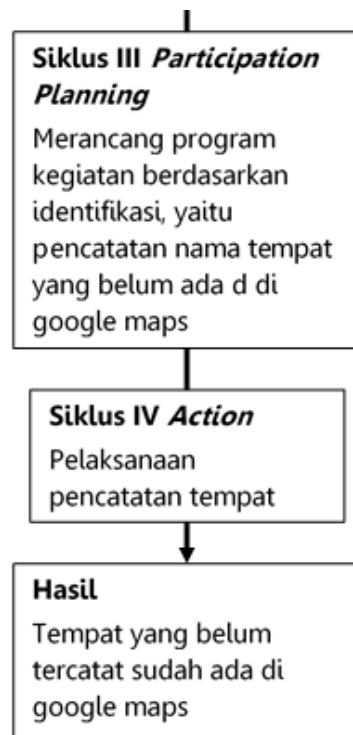 Siklus III Participation
Planning
Merancang program
kegiatan berdasarkan
identifikasi, yaitu
pencatatan nama tempat
yang belum ada d di
google maps
Siklus IV Action
Pelaksanaan
pencatatan tempat
Hasil
Tempat yang belum
tercatat sudah ada di
google maps